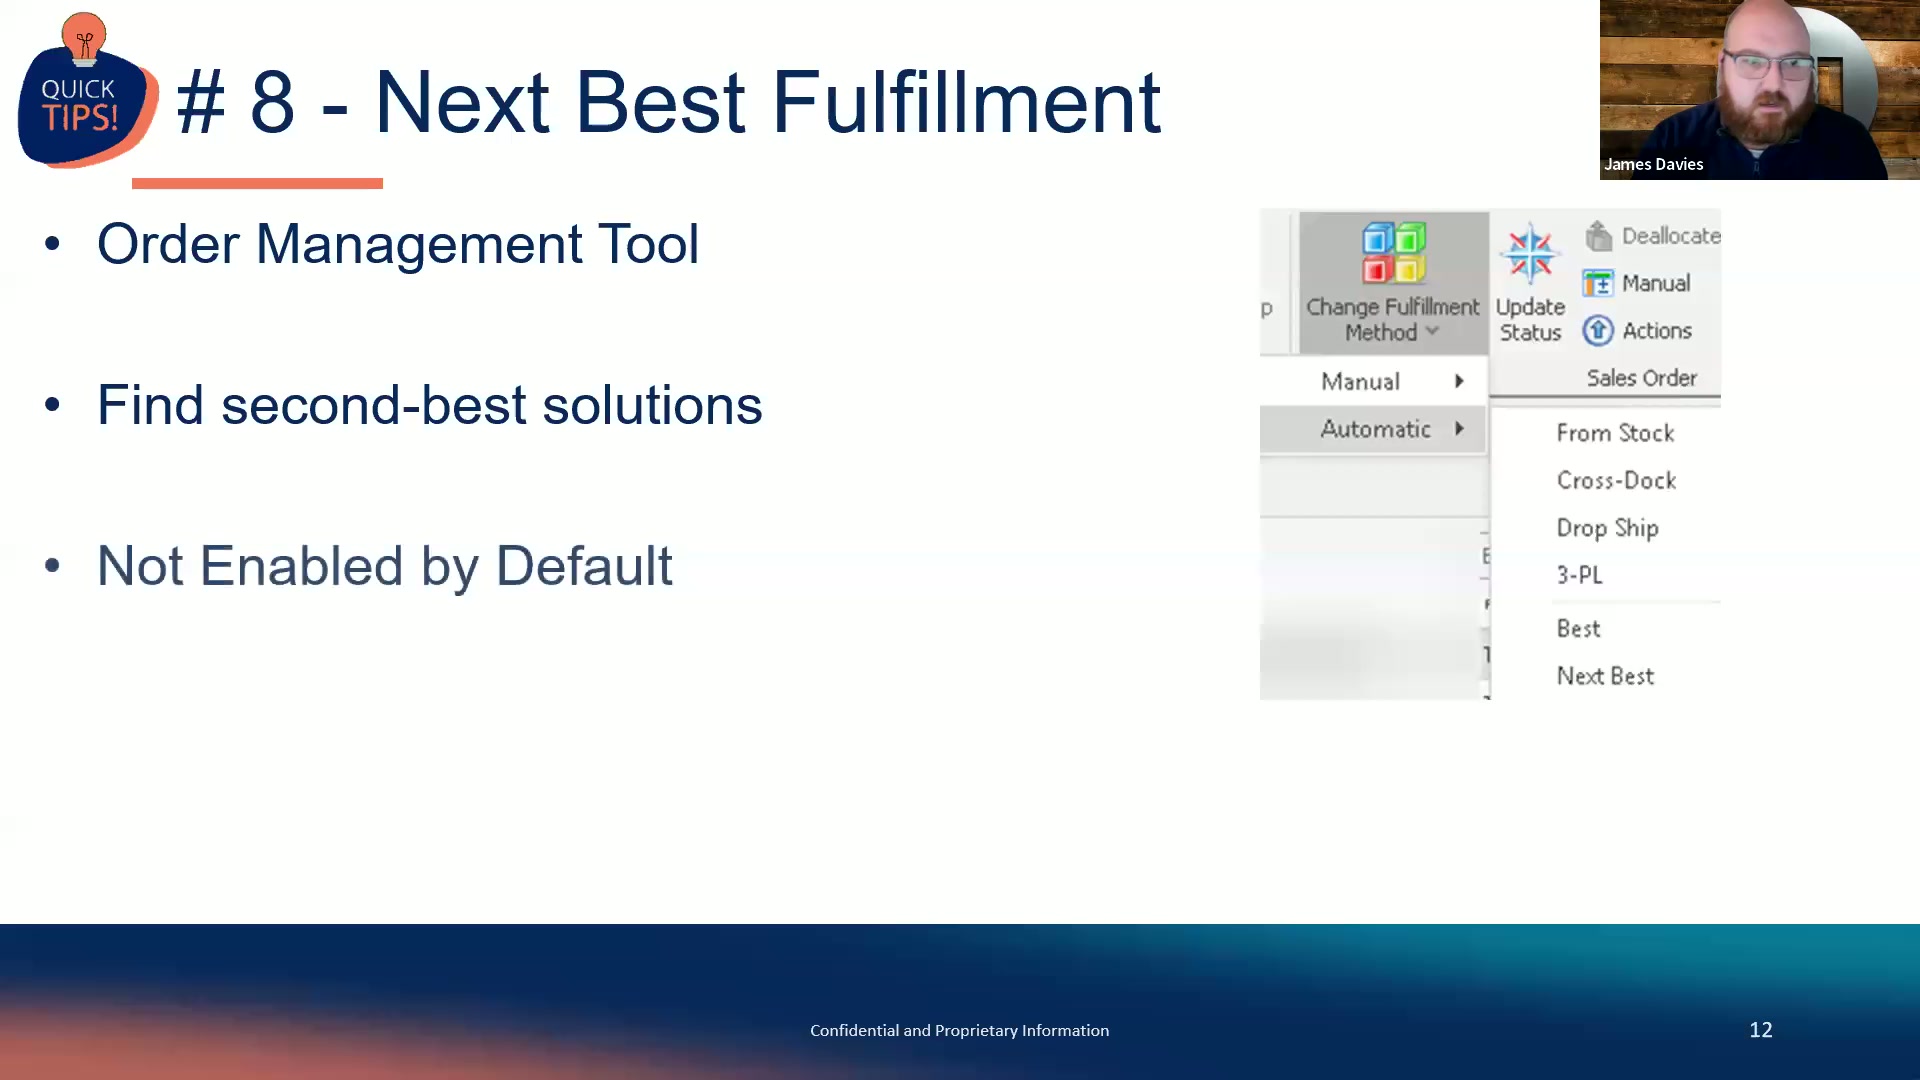 QUICK
TIPS!
# 8 - Next Best Fulfillment
James Davies
• Order Management Tool
• Find second-best solutions
• Not Enabled by Default
p
Change Fulfillment
Method
Update
Status
Deallocate
Manual
Actions
Sales Order
Manual
Automatic
From Stock
Cross-Dock
Drop Ship
3-PL
Best
Next Best
Confidential and Proprietary Information
12